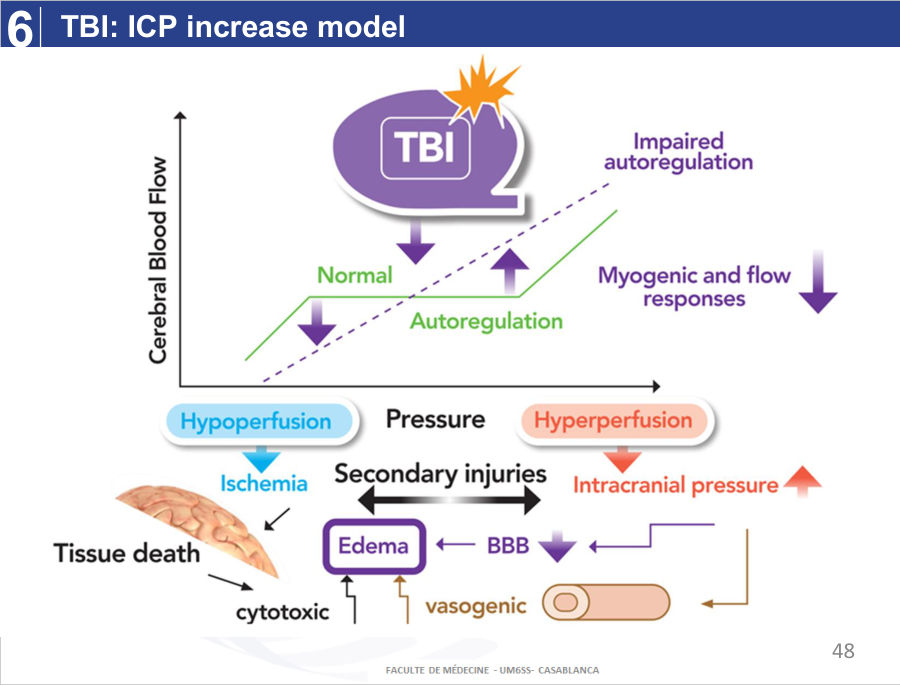 6
TBI: ICP increase model
TBI
Impaired
autoregulation
Cerebral Blood Flow
Normal
Myogenic and flow
responses
Autoregulation
Hypoperfusion
Pressure
Hyperperfusion
Ischemia
Secondary injuries
Intracranial pressure
Tissue death
Edema
BBB
cytotoxic
vasogenic
48
FACULTE DE MÉDECINE - UM6SS- CASABLANCA